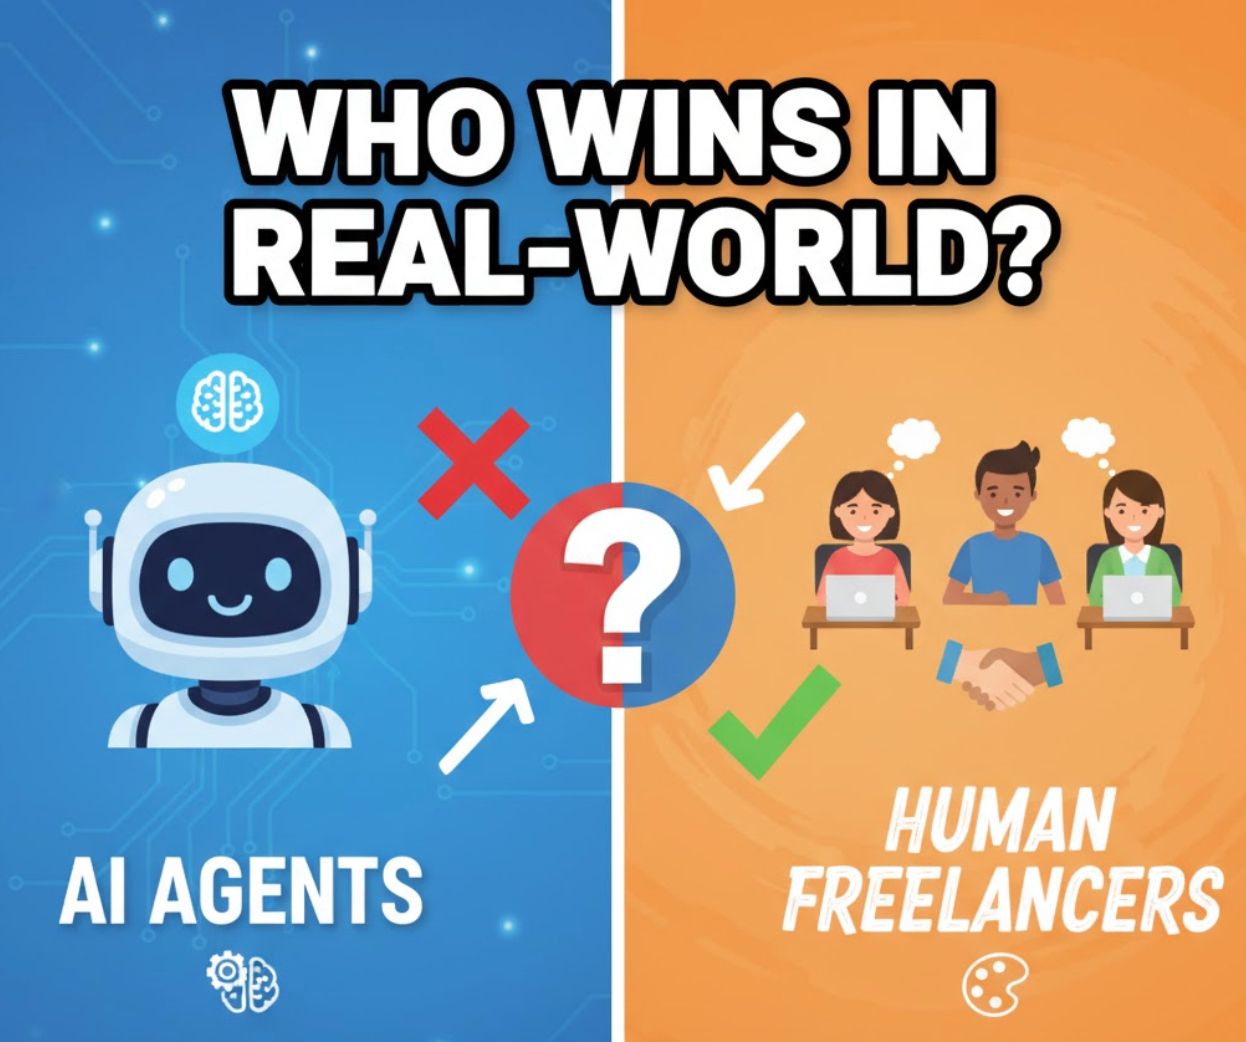 WHO WINS IN
REAL-WORLD?
?
AI AGENTS
HUMAN
FREELANCERS